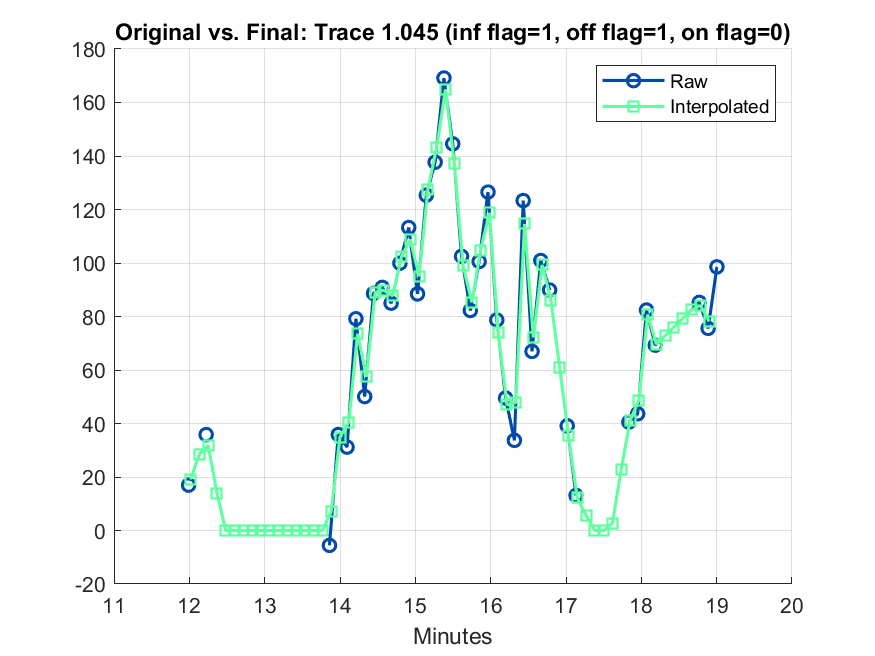 Original vs. Final: Trace 1.045 (inf flag=1, off flag=1, on flag=0)
180
160
140
120
100
80
60
40
20
0
-20
Raw
Interpolated
11 12 13 14 15 16 17 18 19 20
Minutes